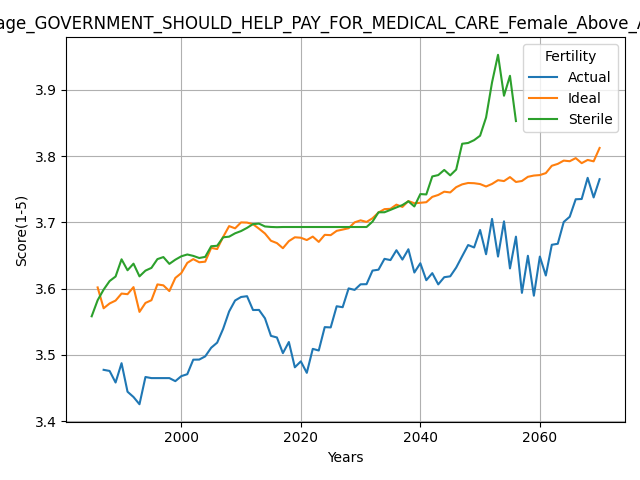 age_GOVERNMENT_SHOULD_HELP_PAY_FOR_MEDICAL_CARE_Female_Above_A
Fertility
Actual
Ideal
Sterile
Score(1-5)
3.9
3.8
3.7
3.6
3.5
3.4
2000 2020 2040 2060
Years